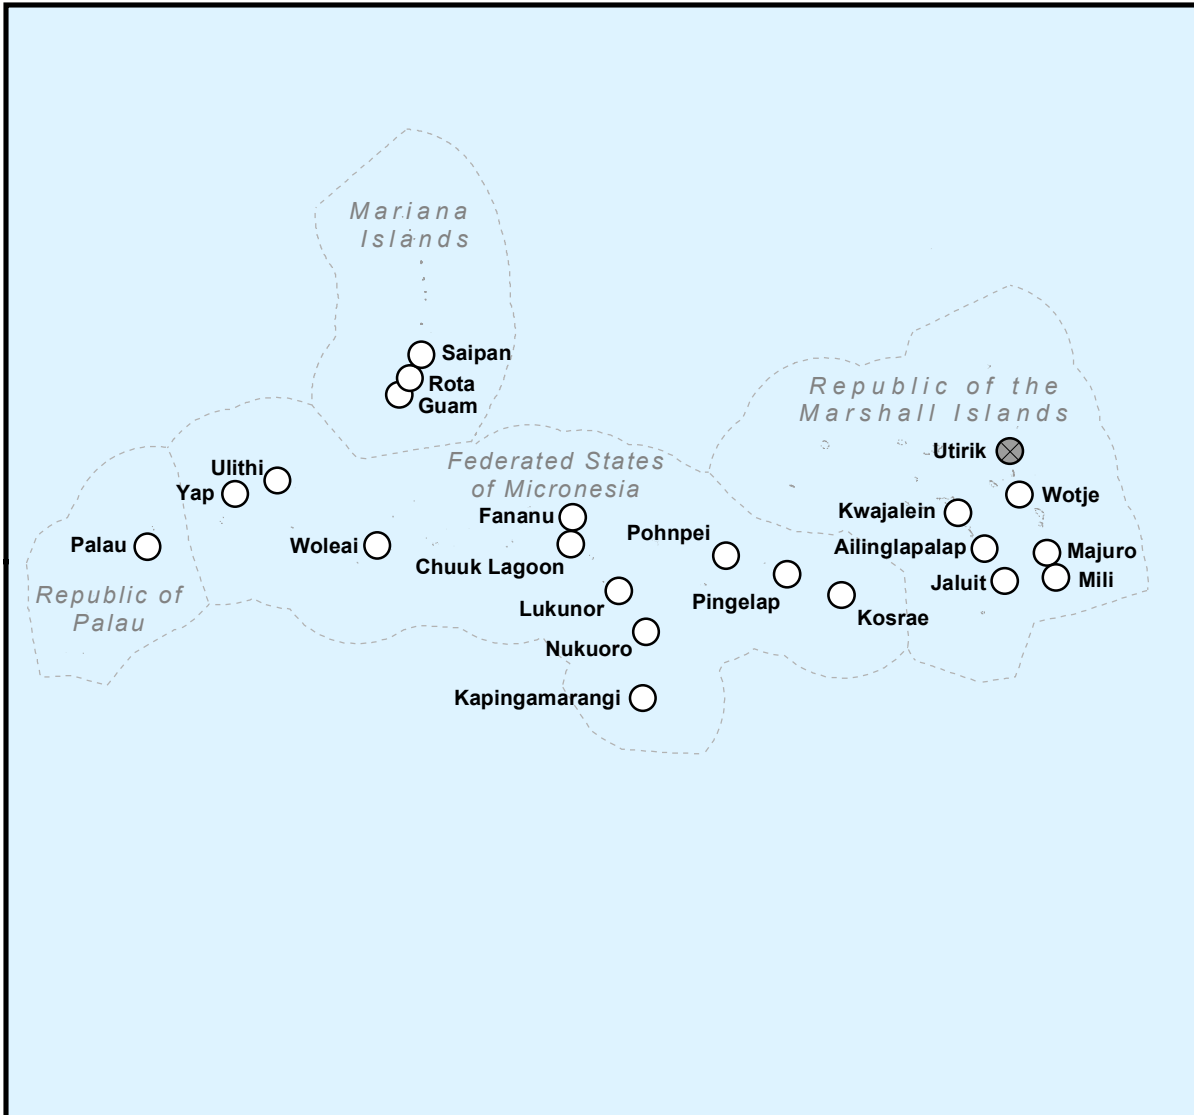 Mariana
Islands
Saipan
Rota
Guam
Republic of the
Marshall Islands
Utirik
Ulithi
Yap
Federated States
of Micronesia
Wotje
Kwajalein
Fananu
Pohnpei
Palau
Woleai
Chuuk Lagoon
Ailinglapalap
Majuro
Republic of
Palau
Lukunor
Pingelap
Jaluit
Mili
Kosrae
Nukuoro
Kapingamarangi